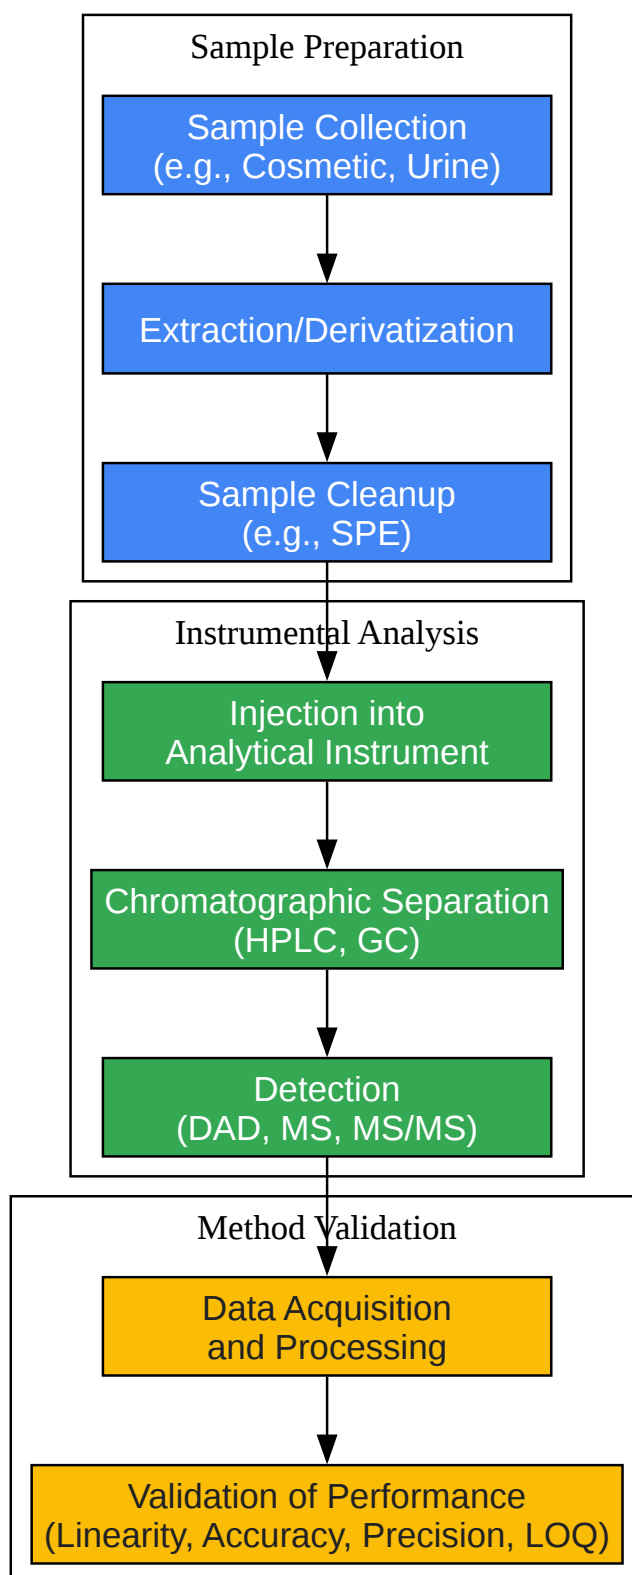 Sample Preparation
Sample Collection
(e.g., Cosmetic, Urine)
Extraction/Derivatization
Sample Cleanup
(e.g., SPE)
Instrumental Analysis
Injection into
Analytical Instrument
Chromatographic Separation
(HPLC, GC)
Detection
(DAD, MS, MS/MS)
Method Validation
Data Acquisition
and Processing
Validation of Performance
(Linearity, Accuracy, Precision, LOQ)